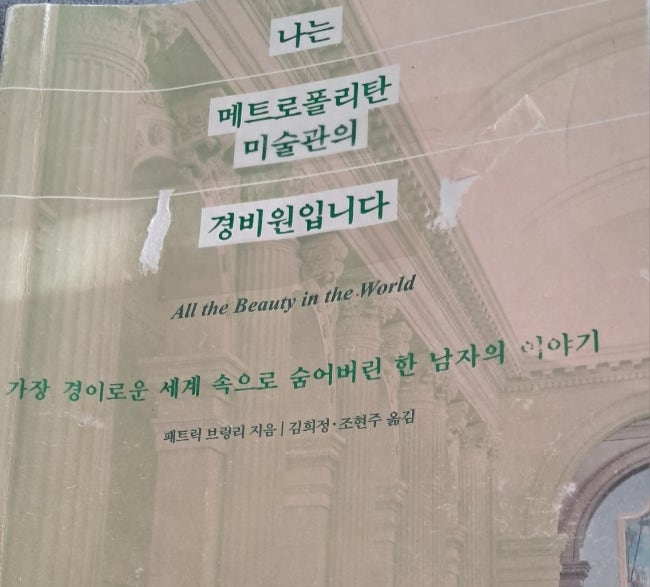 나는
메트로폴리탄
미술관의
경비원입니다
All the Beauty in the World
가장 경이로운 세계 속으로 숨어버린 한 남자의 이야기
패트릭 브링리 지음 | 김희정·조현주 옮김